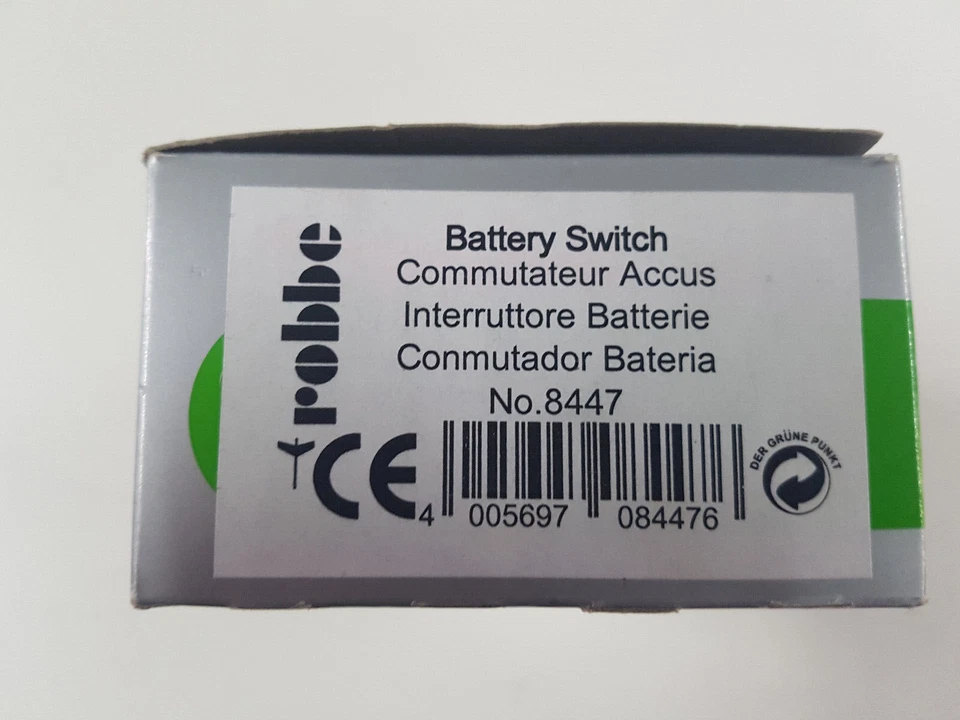 robbe
Battery Switch
Commutateur Accus
Interruttore Batterie
Conmutador Bateria
No.8447
CE
DER GRÜNE PUNKT
4 005697 084476